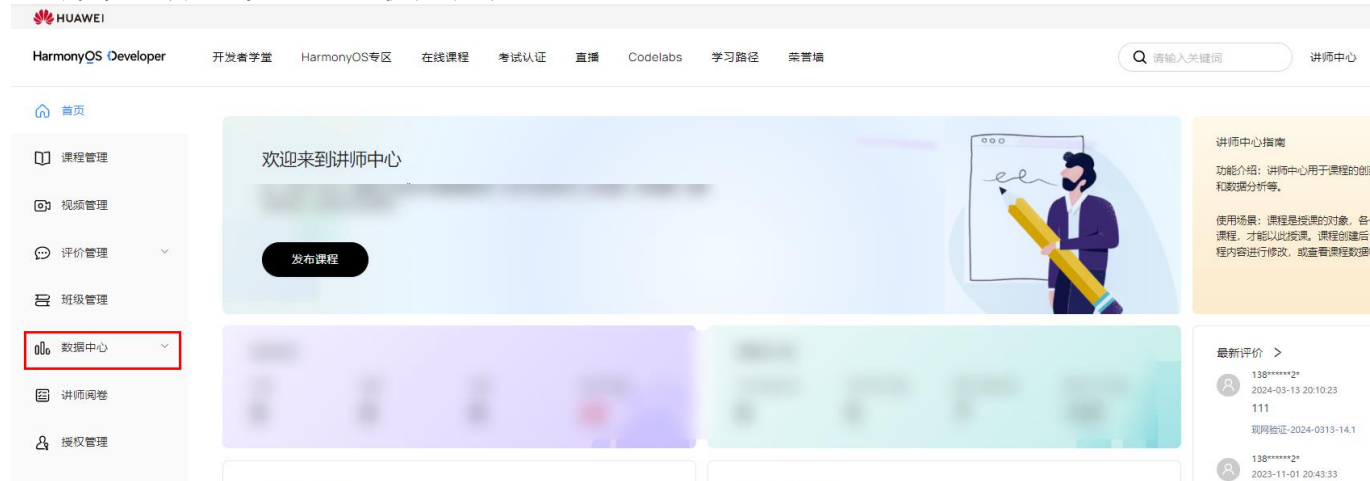 HUAWEI
HarmonyOS Developer
开发者学堂 HarmonyOS专区 在线课程 考试认证 直播 Codelabs 学习路径 荣誉墙
请输入关键词
讲师中心
首页
课程管理
视频管理
评价管理
班级管理
数据中心
讲师阅卷
授权管理
欢迎来到讲师中心
发布课程
讲师中心指南
功能介绍：讲师中心用于课程的创
和数据分析等。
使用场景：课程是授课的对象，各
课程，才能以此授课。课程创建后
程内容进行修改，或查看课程数据
最新评价 >
138******2*
2024-03-13 20:10:23
111
现网验证-2024-0313-14.1
138******2*
2023-11-01 20:43:33